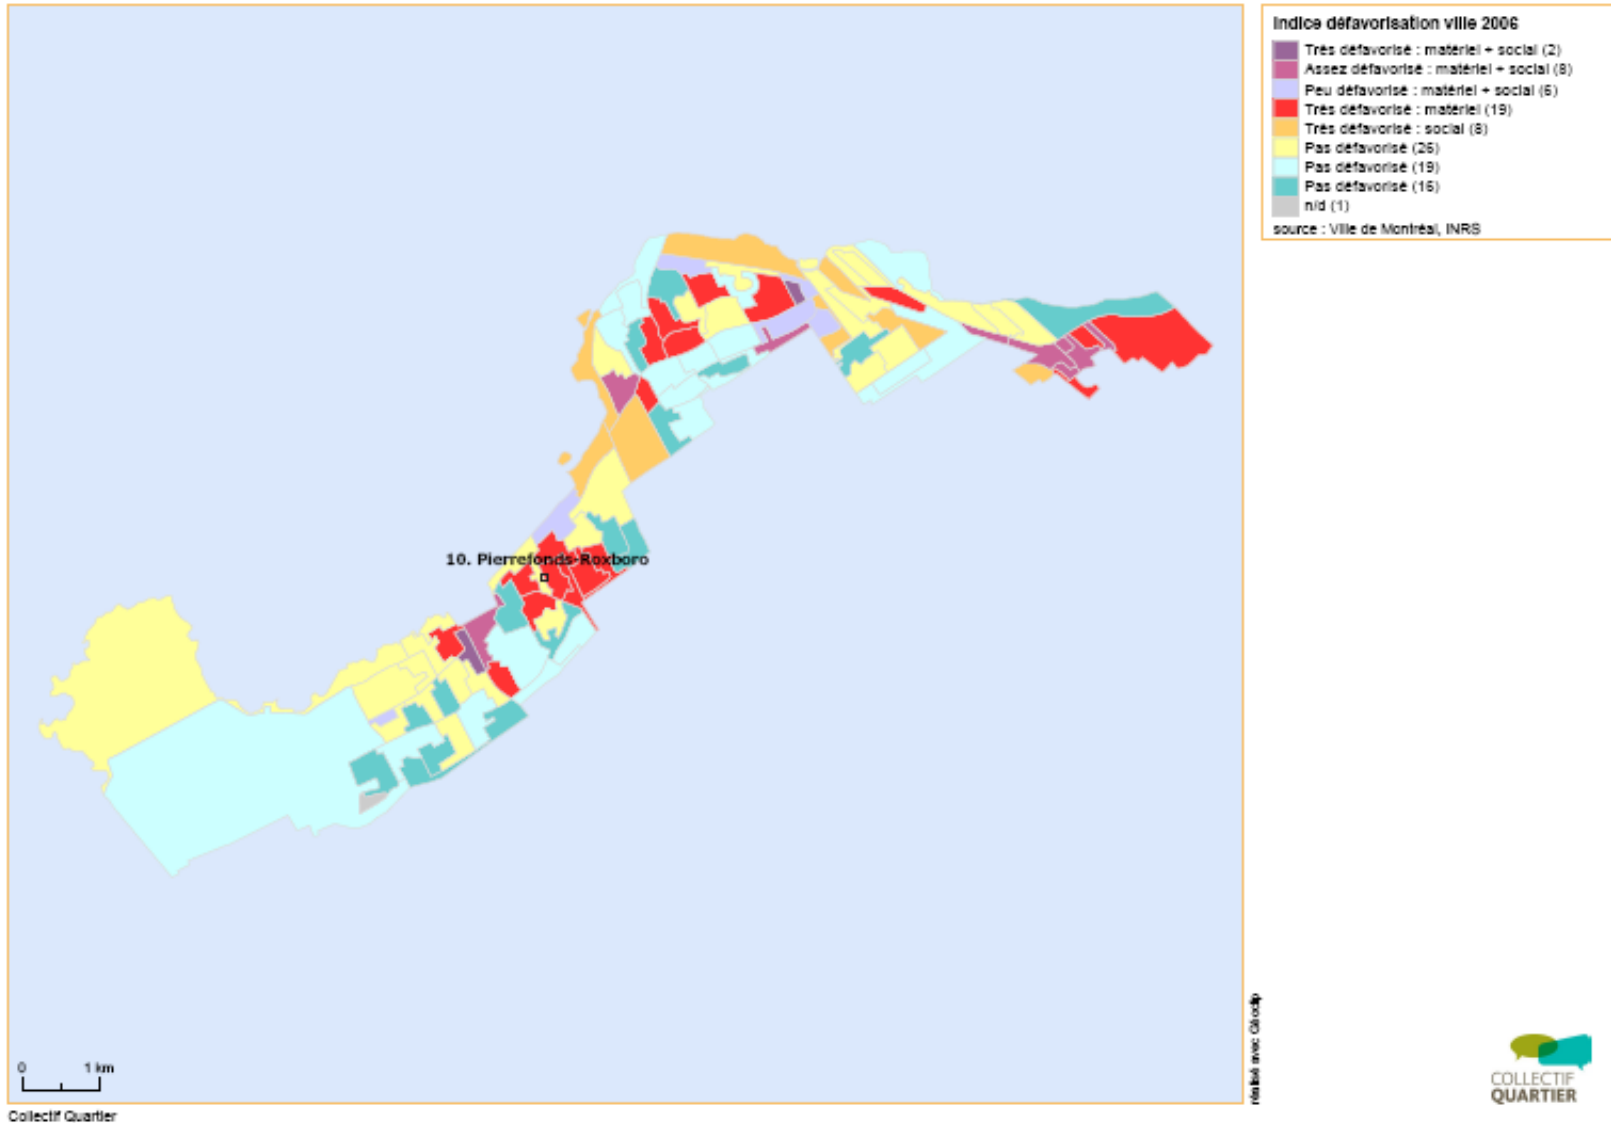 Indice défavorisation ville 2006
Très défavorisé : matériel + social (2)
Assez défavorisé : matériel + social (8)
Peu défavorisé : matériel + social (6)
Très défavorisé : matériel (19)
Très défavorisé : social (8)
Pas défavorisé (26)
Pas défavorisé (19)
Pas défavorisé (16)
n/d (1)
source : Ville de Montréal, INRS
10. Pierrefonds-Roxboro
0 1 km
réalisé avec Géoclip
COLLECTIF
QUARTIER
Collectif Quartier